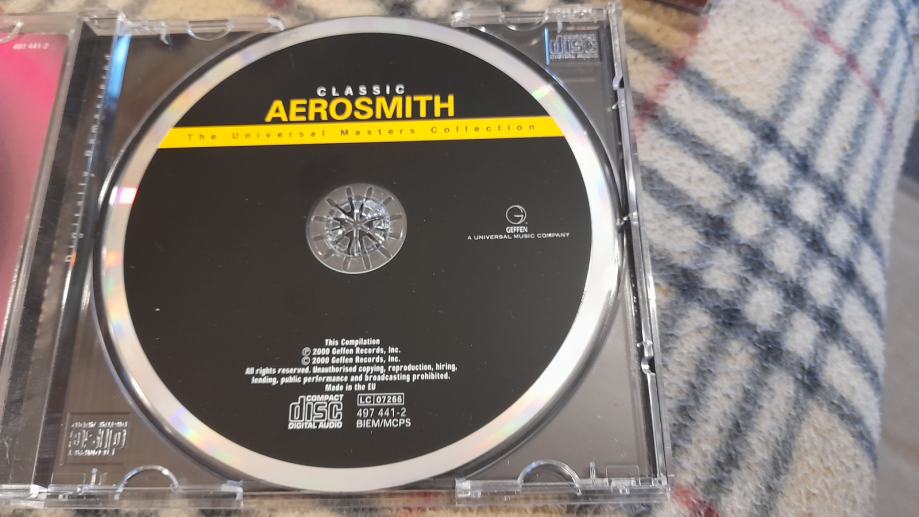 497 441-2
CLASSIC
AEROSMITH
The Universal Masters Collection
GEFFEN
A UNIVERSAL MUSIC COMPANY
This Compilation
℗ 2000 Geffen Records, Inc.
© 2000 Geffen Records, Inc.
All rights reserved. Unauthorised copying, reproduction, hiring,
lending, public performance and broadcasting prohibited.
Made in the EU
COMPACT
disc
DIGITAL AUDIO
LC 07266
497 441-2
BIEM/MCPS
disc